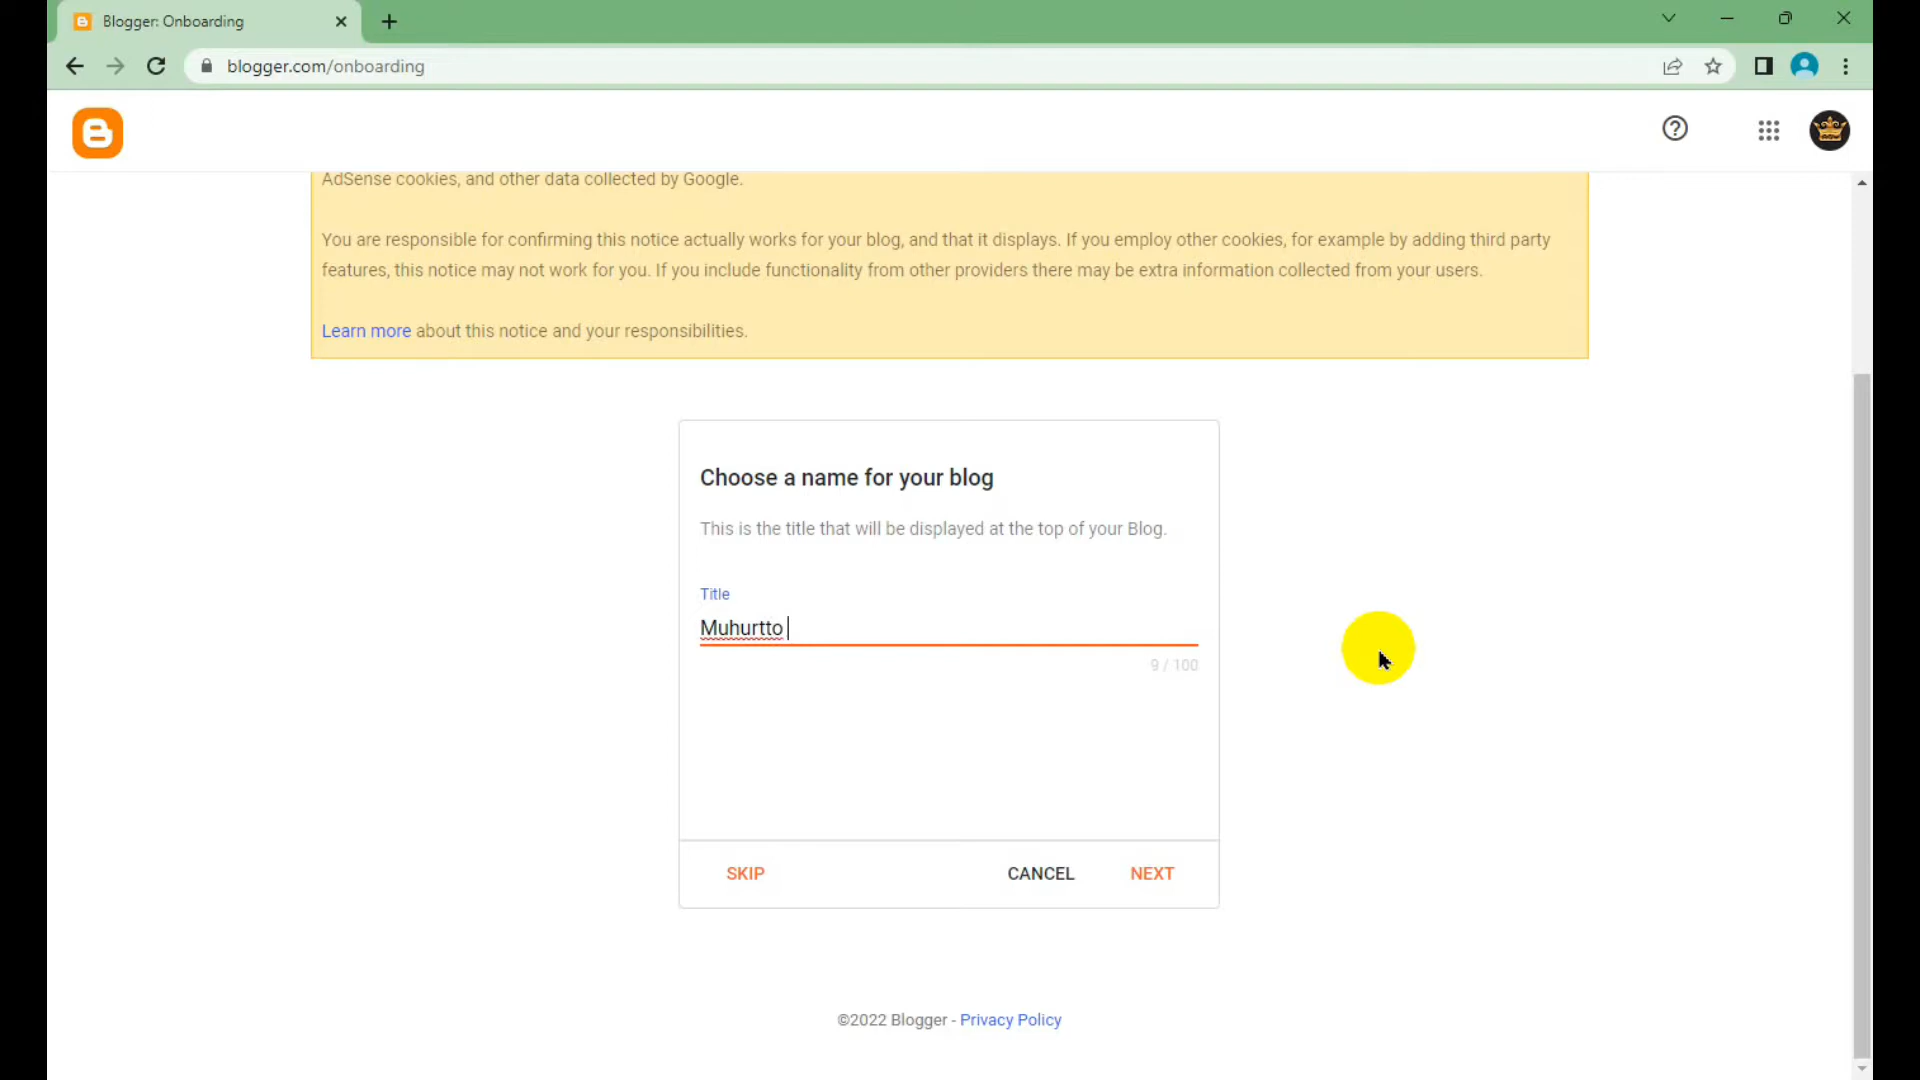 Blogger: Onboarding
blogger.com/onboarding
AdSense cookies, and other data collected by Google.
You are responsible for confirming this notice actually works for your blog, and that it displays. If you employ other cookies, for example by adding third party
features, this notice may not work for you. If you include functionality from other providers there may be extra information collected from your users.
Learn more about this notice and your responsibilities.
Choose a name for your blog
This is the title that will be displayed at the top of your Blog.
Title
Muhurtto
9 / 100
SKIP CANCEL NEXT
©2022 Blogger - Privacy Policy